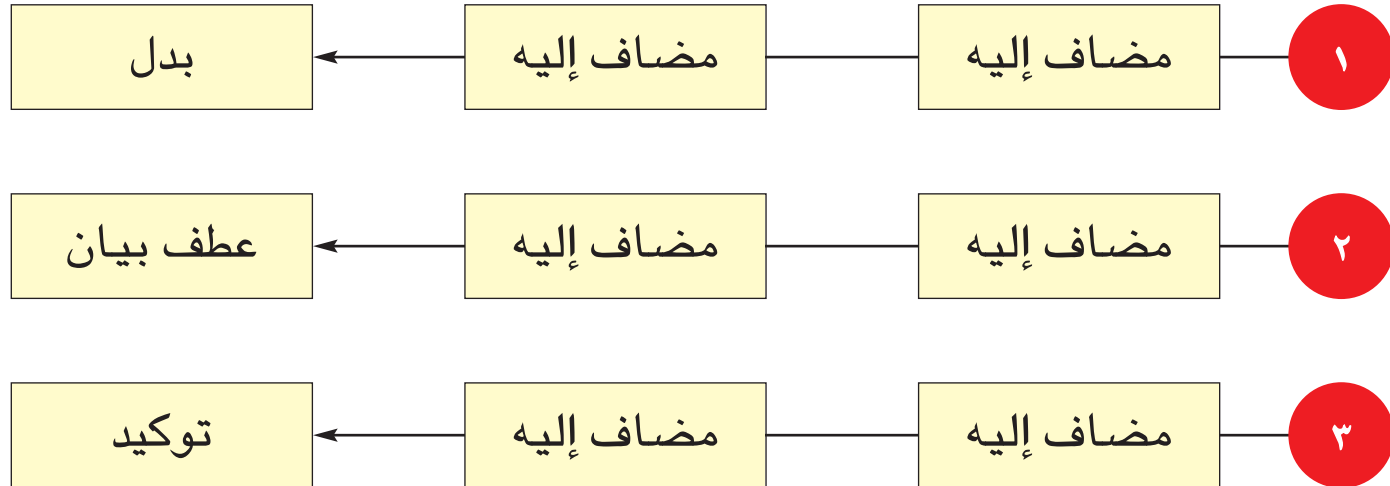 ١ مضاف إليه مضاف إليه بدل
٢ مضاف إليه مضاف إليه عطف بيان
٣ مضاف إليه مضاف إليه توكيد